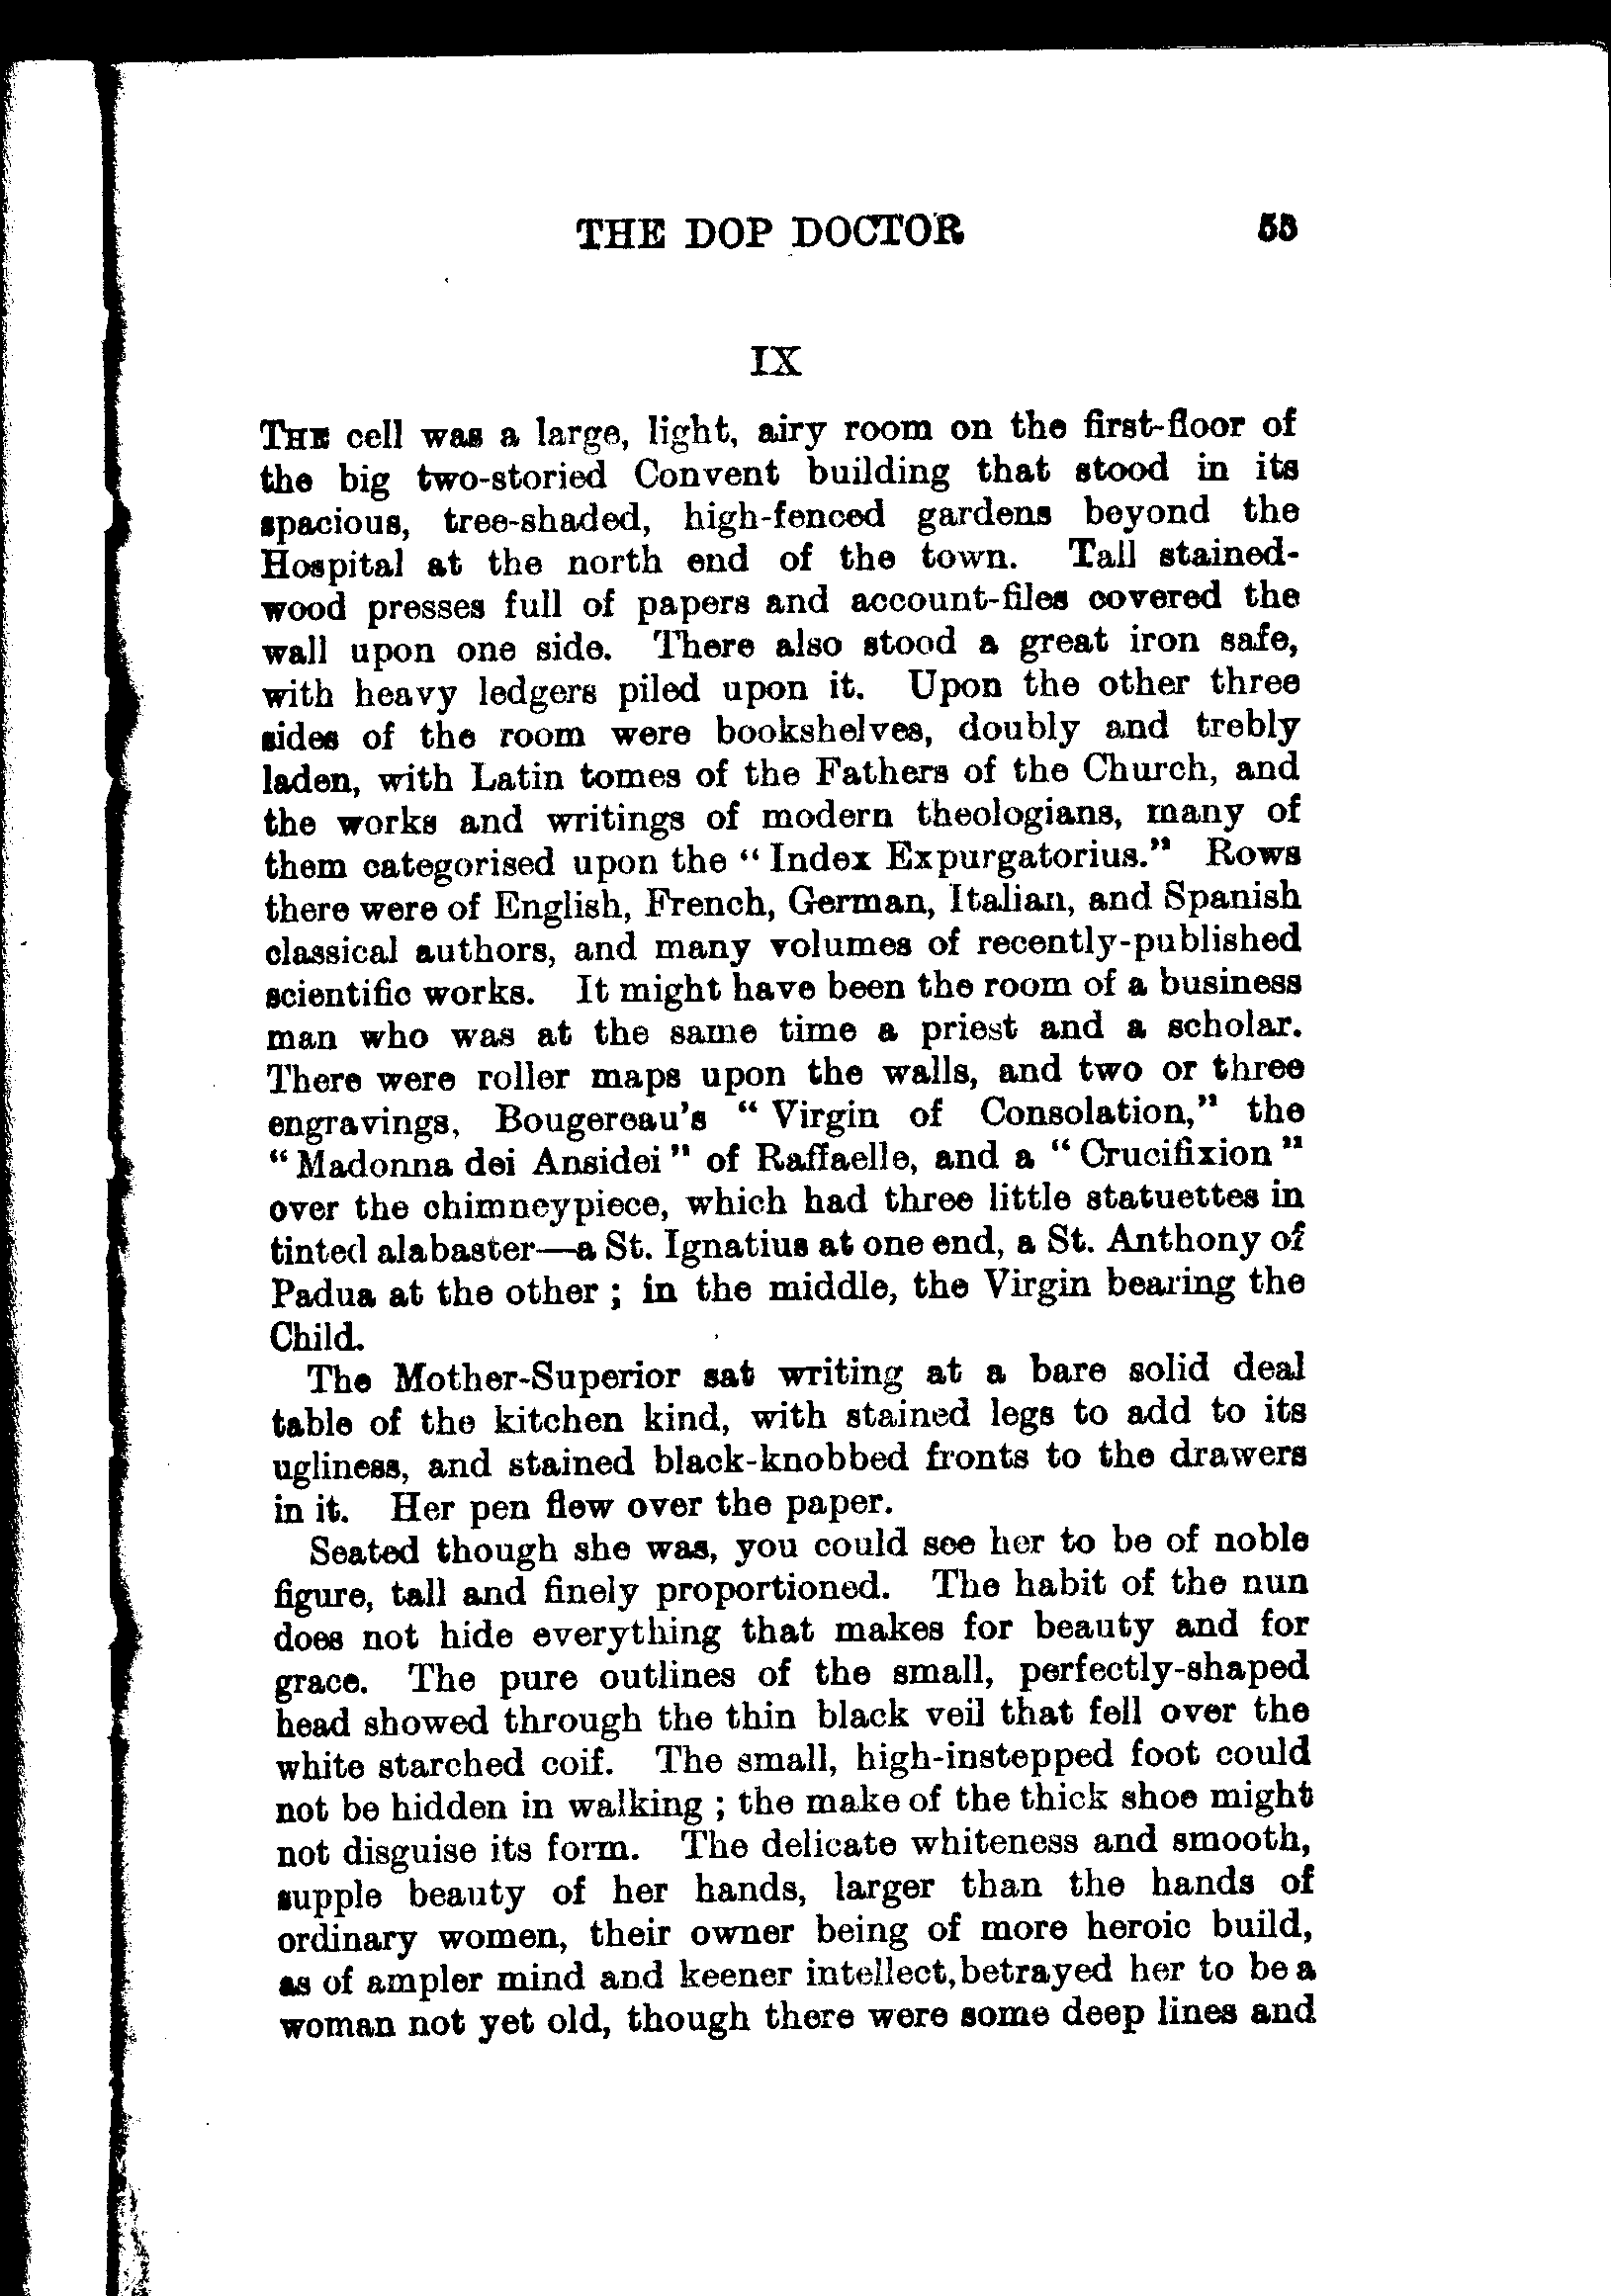 THE DOP DOCTOR 53
IX
THE cell was a large, light, airy room on the first-floor of
the big two-storied Convent building that stood in its
spacious, tree-shaded, high-fenced gardens beyond the
Hospital at the north end of the town. Tall stained-
wood presses full of papers and account-files covered the
wall upon one side. There also stood a great iron safe,
with heavy ledgers piled upon it. Upon the other three
sides of the room were bookshelves, doubly and trebly
laden, with Latin tomes of the Fathers of the Church, and
the works and writings of modern theologians, many of
them categorised upon the “Index Expurgatorius.” Rows
there were of English, French, German, Italian, and Spanish
classical authors, and many volumes of recently-published
scientific works. It might have been the room of a business
man who was at the same time a priest and a scholar.
There were roller maps upon the walls, and two or three
engravings, Bougereau's “Virgin of Consolation,” the
“Madonna dei Ansidei” of Raffaelle, and a “Crucifixion”
over the chimneypiece, which had three little statuettes in
tinted alabaster—a St. Ignatius at one end, a St. Anthony of
Padua at the other; in the middle, the Virgin bearing the
Child.
The Mother-Superior sat writing at a bare solid deal
table of the kitchen kind, with stained legs to add to its
ugliness, and stained black-knobbed fronts to the drawers
in it. Her pen flew over the paper.
Seated though she was, you could see her to be of noble
figure, tall and finely proportioned. The habit of the nun
does not hide everything that makes for beauty and for
grace. The pure outlines of the small, perfectly-shaped
head showed through the thin black veil that fell over the
white starched coif. The small, high-instepped foot could
not be hidden in walking; the make of the thick shoe might
not disguise its form. The delicate whiteness and smooth,
supple beauty of her hands, larger than the hands of
ordinary women, their owner being of more heroic build,
as of ampler mind and keener intellect, betrayed her to be a
woman not yet old, though there were some deep lines and